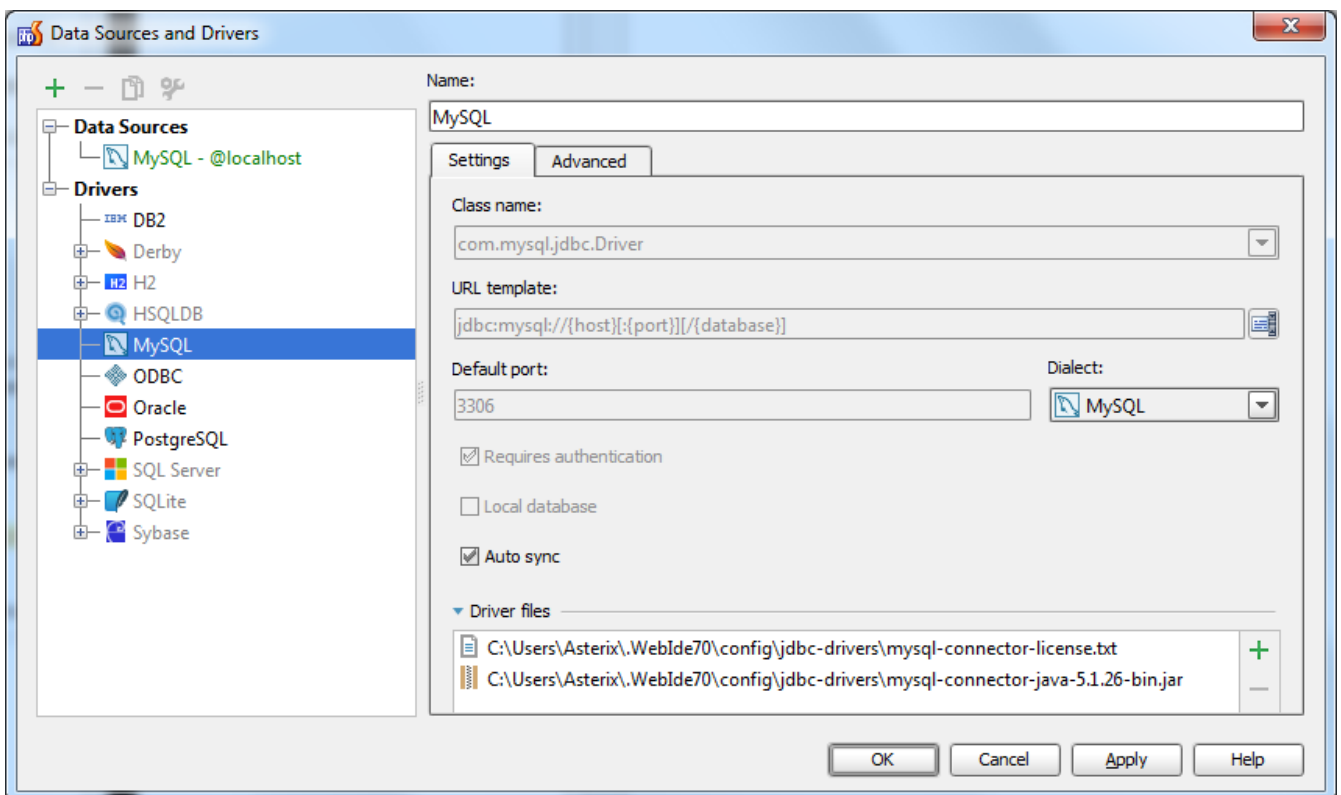 Data Sources and Drivers
Name:
MySQL
Data Sources
MySQL - @localhost
Drivers
IBM DB2
Derby
H2 H2
HSQLDB
MySQL
ODBC
Oracle
PostgreSQL
SQL Server
SQLite
Sybase
Settings Advanced
Class name:
com.mysql.jdbc.Driver
URL template:
jdbc:mysql://{host}[:{port}][/{database}]
Default port: Dialect:
3306 MySQL
Requires authentication
Local database
Auto sync
Driver files
C:\Users\Asterix\.WebIde70\config\jdbc-drivers\mysql-connector-license.txt
C:\Users\Asterix\.WebIde70\config\jdbc-drivers\mysql-connector-java-5.1.26-bin.jar
OK Cancel Apply Help